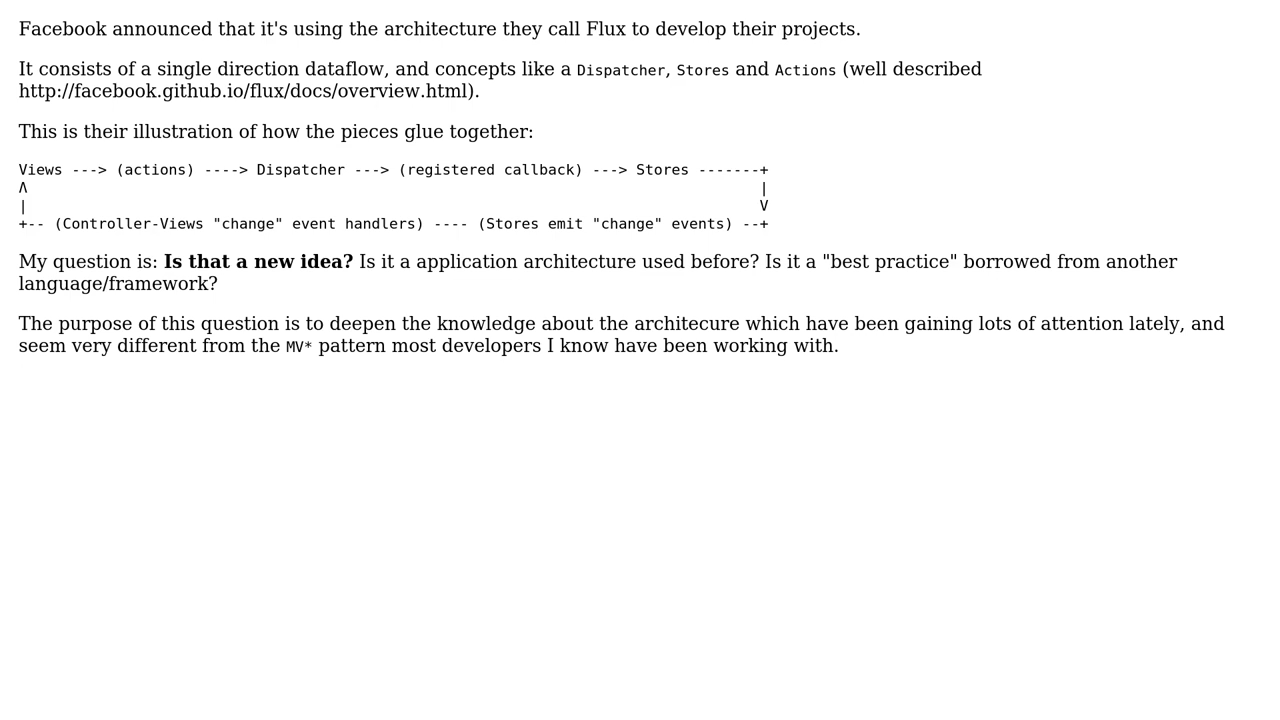 Facebook announced that it's using the architecture they call Flux to develop their projects.
It consists of a single direction dataflow, and concepts like a Dispatcher, Stores and Actions (well described
http://facebook.github.io/flux/docs/overview.html).
This is their illustration of how the pieces glue together:
Views ---> (actions) ----> Dispatcher ---> (registered callback) ---> Stores -------+
Ʌ                                                                                   |
|                                                                                   V
+-- (Controller-Views "change" event handlers) ---- (Stores emit "change" events) --+
My question is: Is that a new idea? Is it a application architecture used before? Is it a "best practice" borrowed from another
language/framework?
The purpose of this question is to deepen the knowledge about the architecure which have been gaining lots of attention lately, and
seem very different from the MV* pattern most developers I know have been working with.